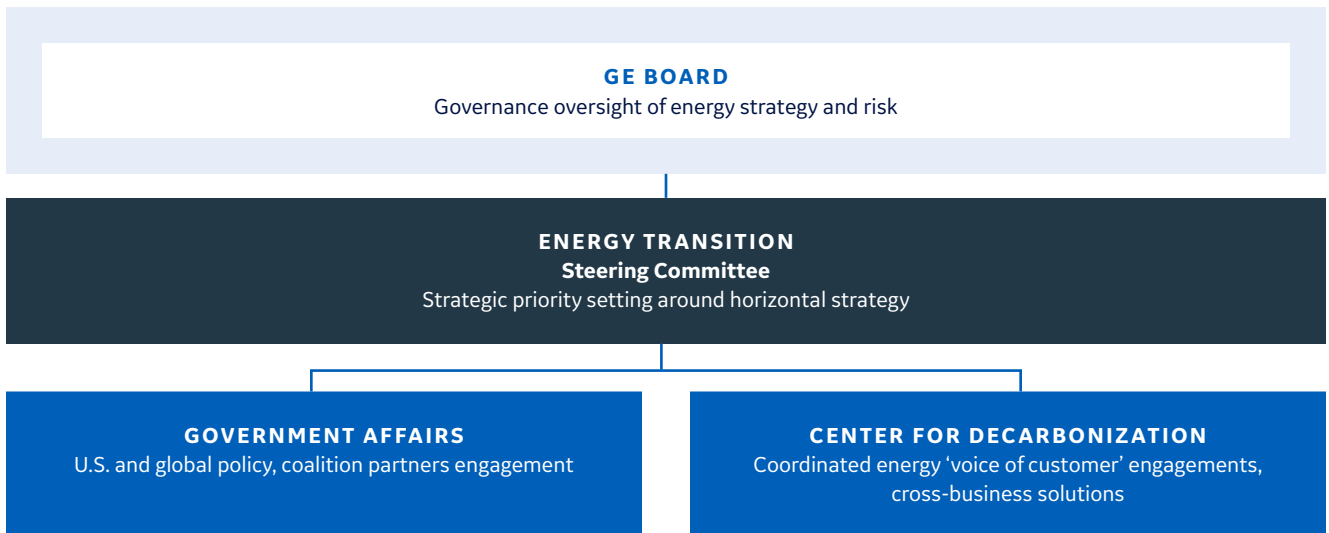 GE BOARD
Governance oversight of energy strategy and risk
ENERGY TRANSITION
Steering Committee
Strategic priority setting around horizontal strategy
GOVERNMENT AFFAIRS
U.S. and global policy, coalition partners engagement
CENTER FOR DECARBONIZATION
Coordinated energy ‘voice of customer’ engagements,
cross-business solutions